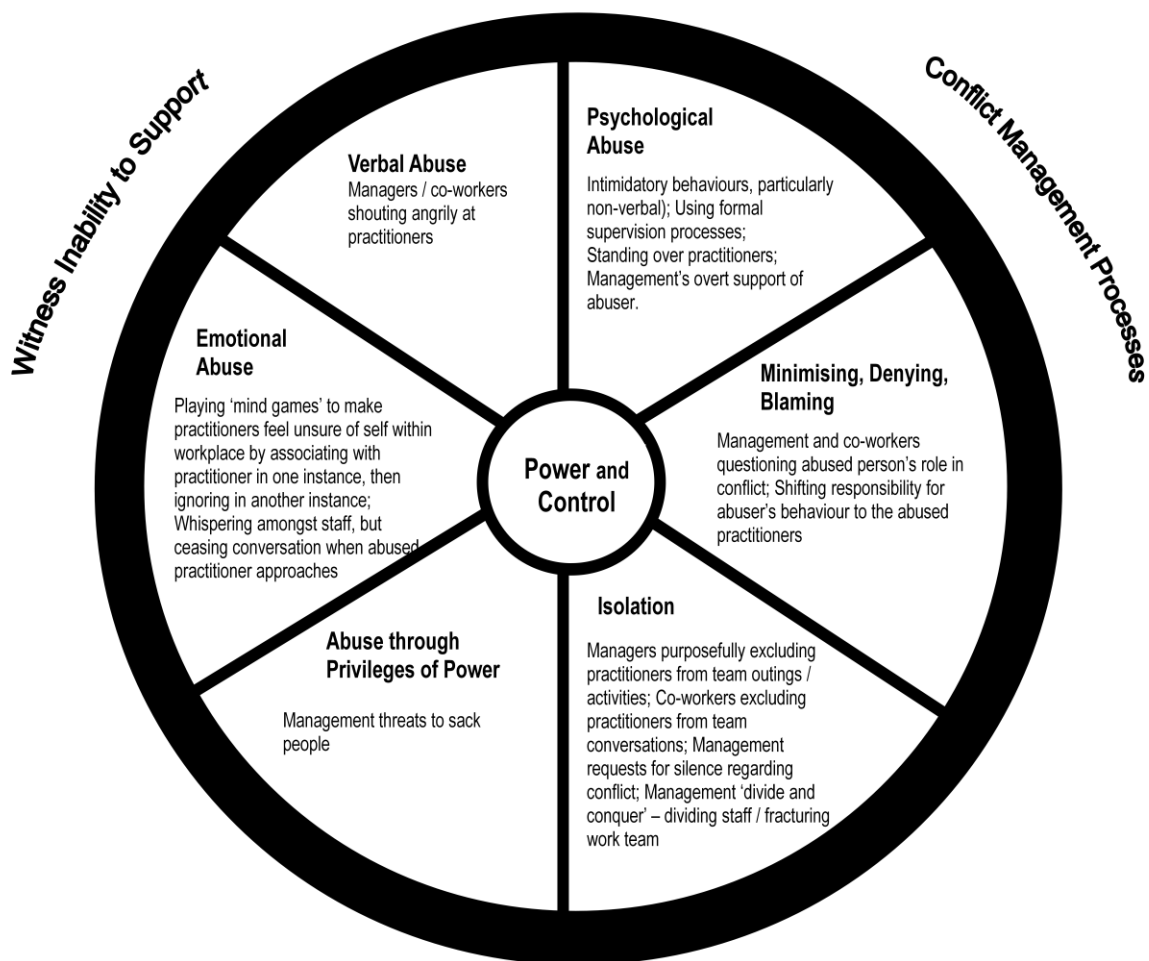 Witness Inability to Support
Conflict Management Processes
Verbal Abuse
Managers / co-workers
shouting angrily at
practitioners
Psychological
Abuse
Intimidatory behaviours, particularly
non-verbal); Using formal
supervision processes;
Standing over practitioners;
Management’s overt support of
abuser.
Emotional
Abuse
Playing ‘mind games’ to make
practitioners feel unsure of self within
workplace by associating with
practitioner in one instance, then
ignoring in another instance;
Whispering amongst staff, but
ceasing conversation when abused
practitioner approaches
Minimising, Denying,
Blaming
Management and co-workers
questioning abused person’s role in
conflict; Shifting responsibility for
abuser’s behaviour to the abused
practitioners
Power and
Control
Abuse through
Privileges of Power
Management threats to sack
people
Isolation
Managers purposefully excluding
practitioners from team outings /
activities; Co-workers excluding
practitioners from team
conversations; Management
requests for silence regarding
conflict; Management ‘divide and
conquer’ – dividing staff / fracturing
work team